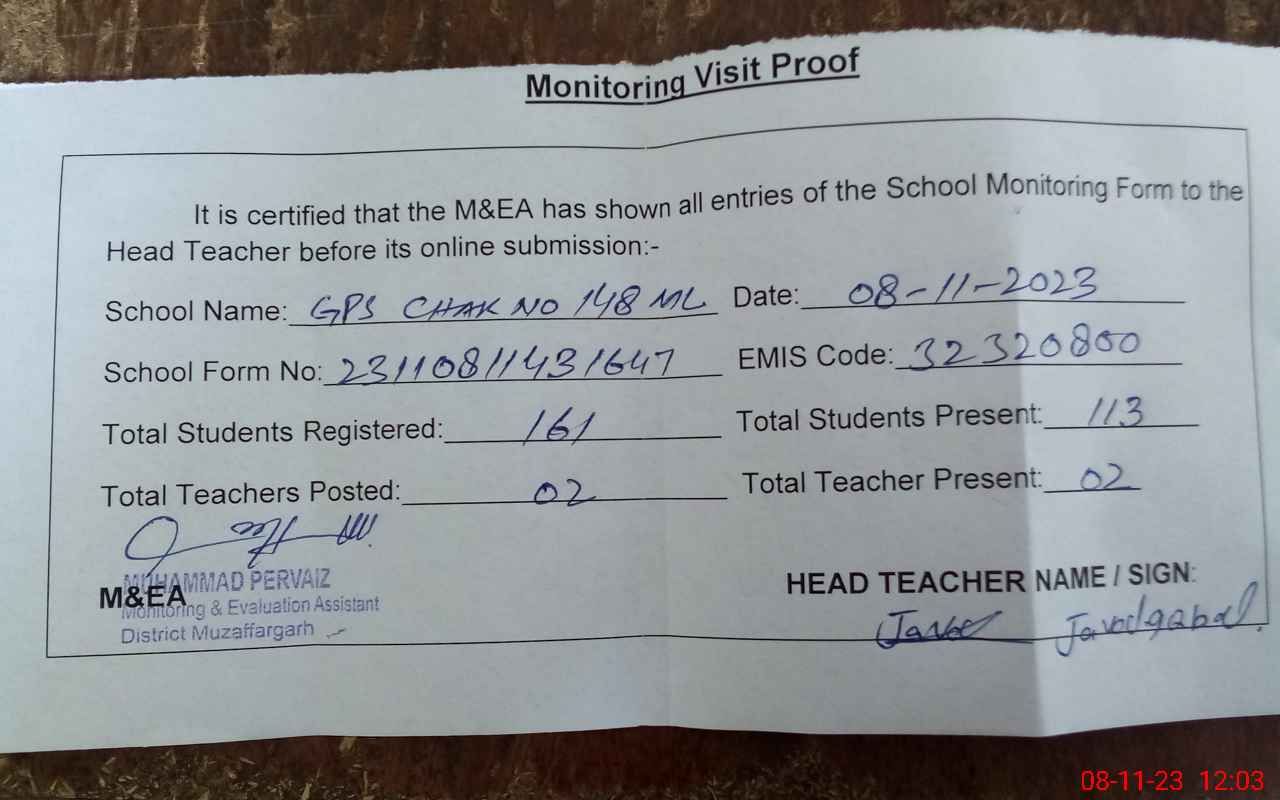 Monitoring Visit Proof
It is certified that the M&EA has shown all entries of the School Monitoring Form to the
Head Teacher before its online submission:-
School Name: GPS CHAK NO 148 ML Date: 08-11-2023
School Form No: 23110811431647 EMIS Code: 32320800
Total Students Registered: 161 Total Students Present: 113
Total Teachers Posted: 02 Total Teacher Present: 02
MUHAMMAD PERVAIZ
M&EA
Monitoring & Evaluation Assistant
District Muzaffargarh
HEAD TEACHER NAME / SIGN:
08-11-23 12:03